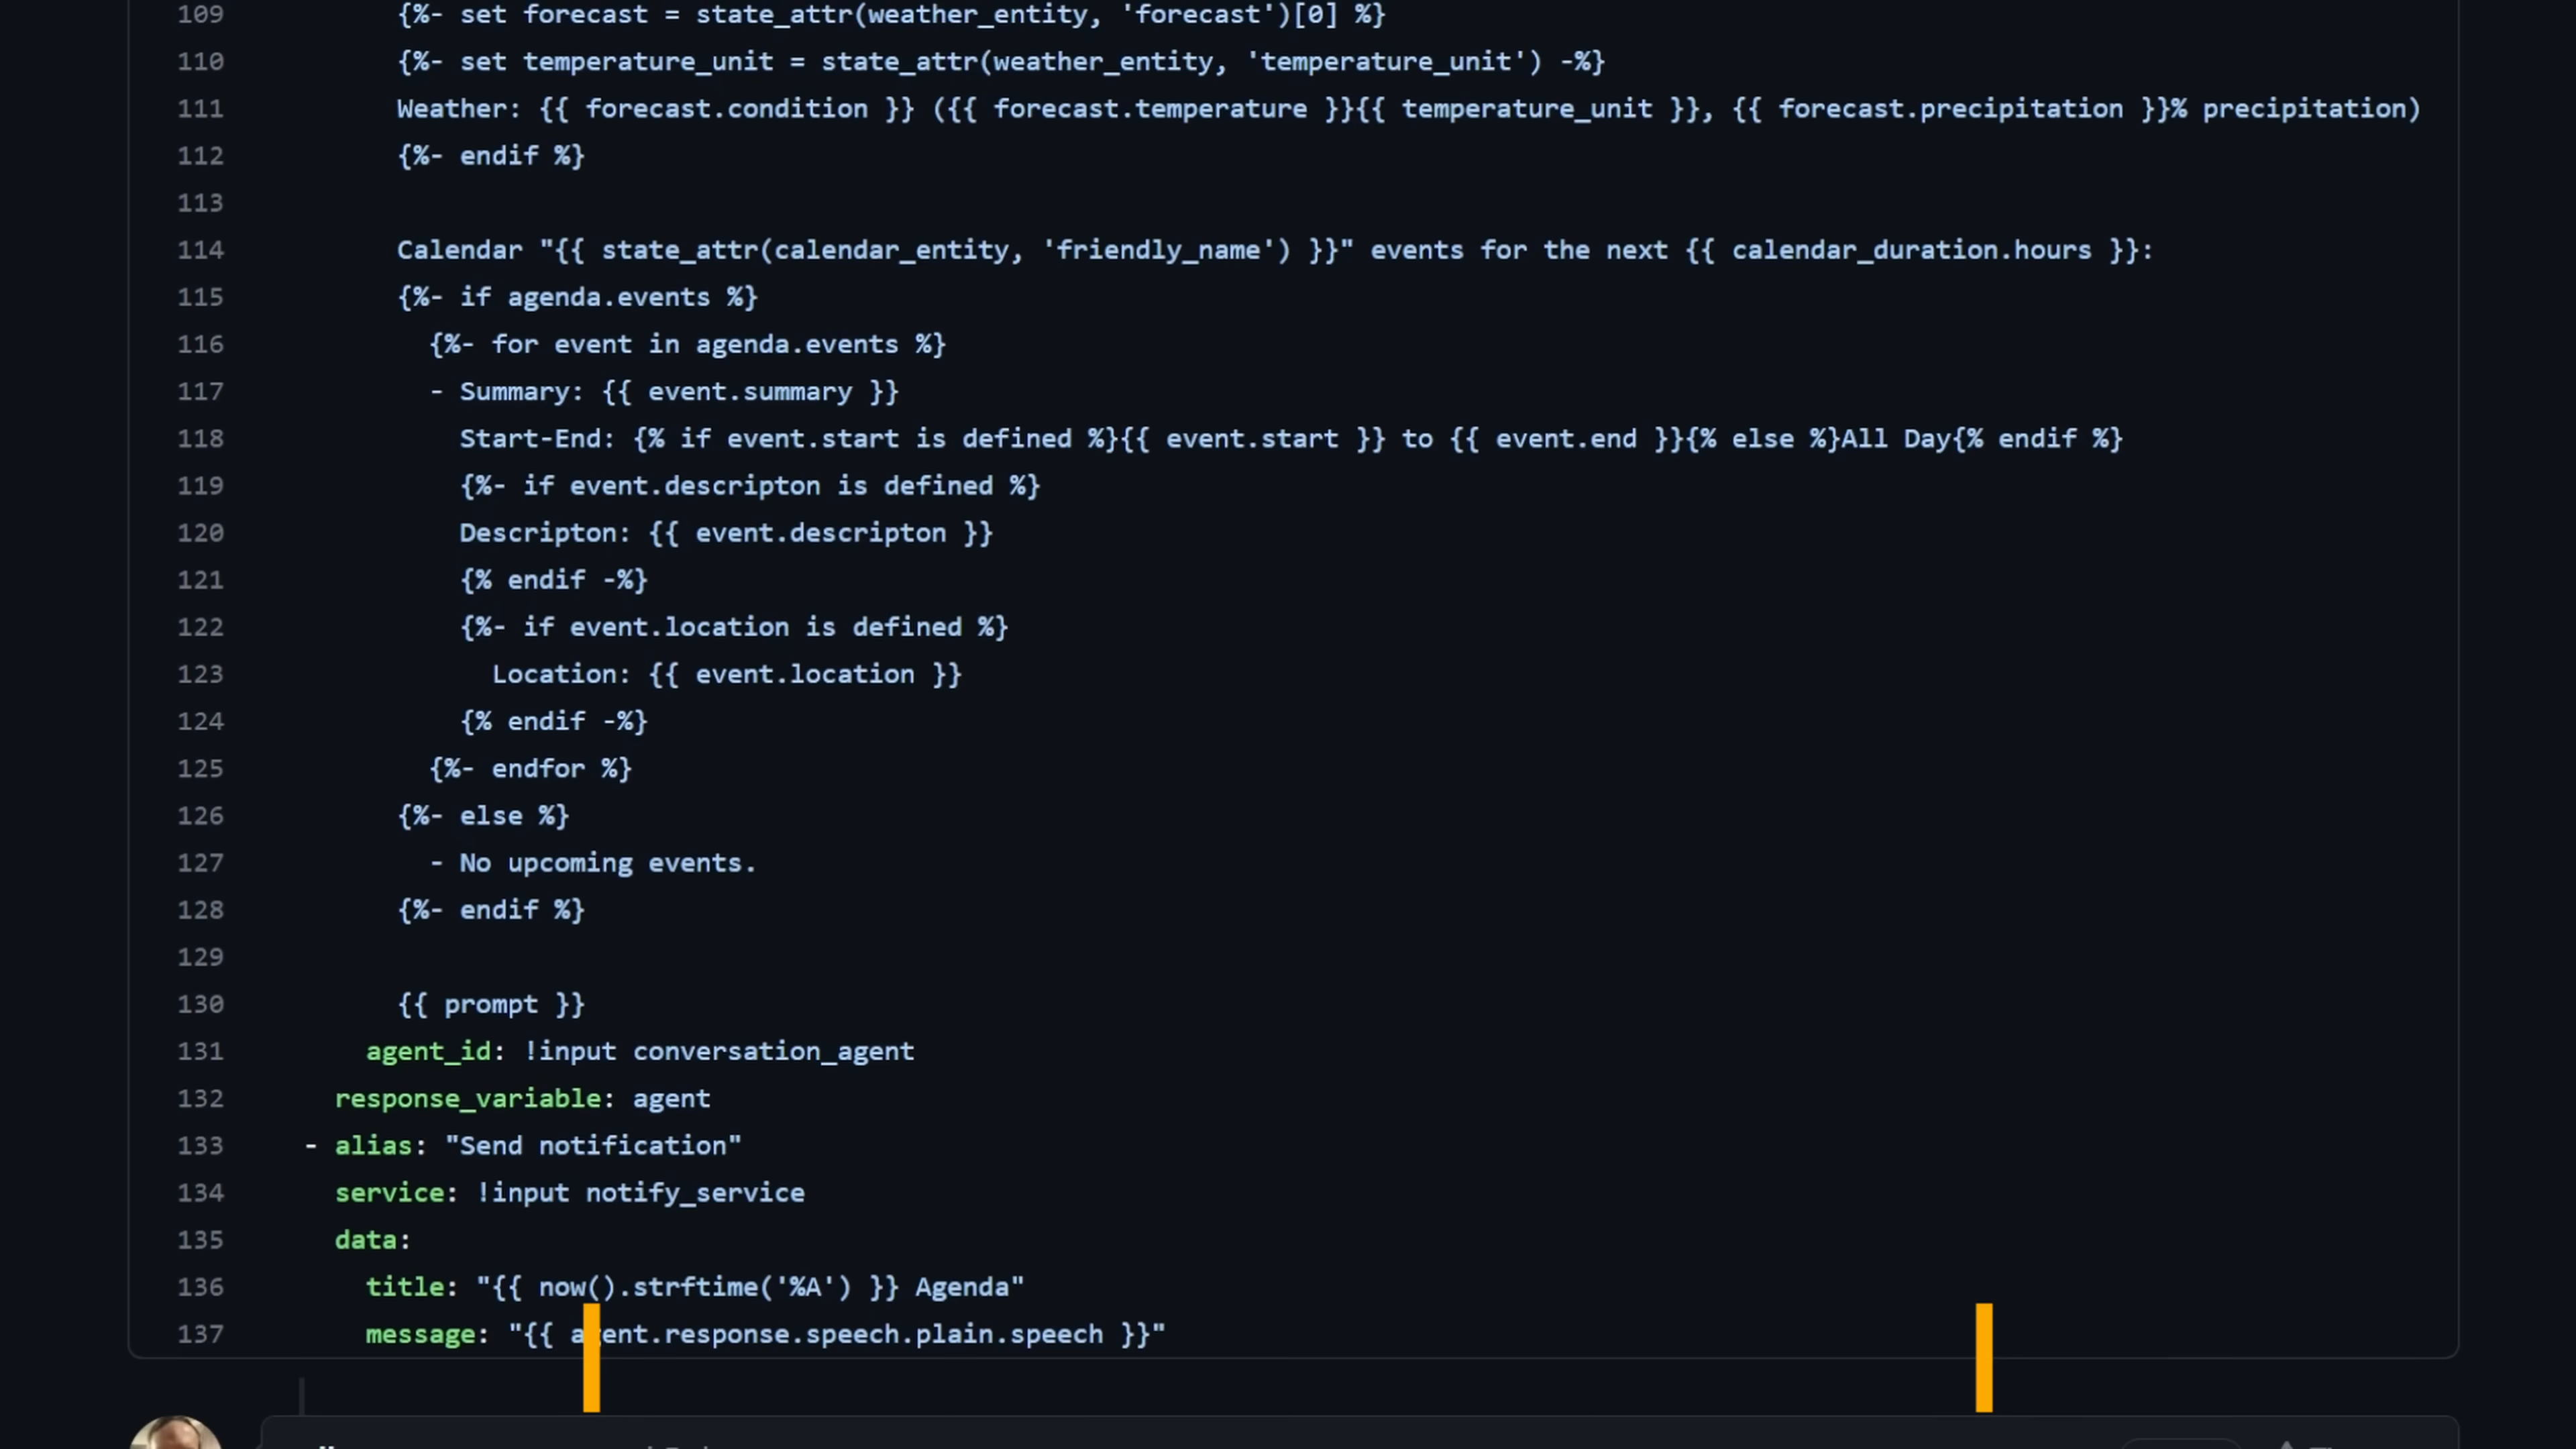 109 {%- set forecast = state_attr(weather_entity, 'forecast')[0] %}
110 {%- set temperature_unit = state_attr(weather_entity, 'temperature_unit') -%}
111 Weather: {{ forecast.condition }} ({{ forecast.temperature }}{{ temperature_unit }}, {{ forecast.precipitation }}% precipitation)
112 {%- endif %}
113
114 Calendar "{{ state_attr(calendar_entity, 'friendly_name') }}" events for the next {{ calendar_duration.hours }}:
115 {%- if agenda.events %}
116 {%- for event in agenda.events %}
117 - Summary: {{ event.summary }}
118 Start-End: {% if event.start is defined %}{{ event.start }} to {{ event.end }}{% else %}All Day{% endif %}
119 {%- if event.descripton is defined %}
120 Descripton: {{ event.descripton }}
121 {% endif -%}
122 {%- if event.location is defined %}
123 Location: {{ event.location }}
124 {% endif -%}
125 {%- endfor %}
126 {%- else %}
127 - No upcoming events.
128 {%- endif %}
129
130 {{ prompt }}
131 agent_id: !input conversation_agent
132 response_variable: agent
133 - alias: "Send notification"
134 service: !input notify_service
135 data:
136 title: "{{ now().strftime('%A') }} Agenda"
137 message: "{{ agent.response.speech.plain.speech }}"